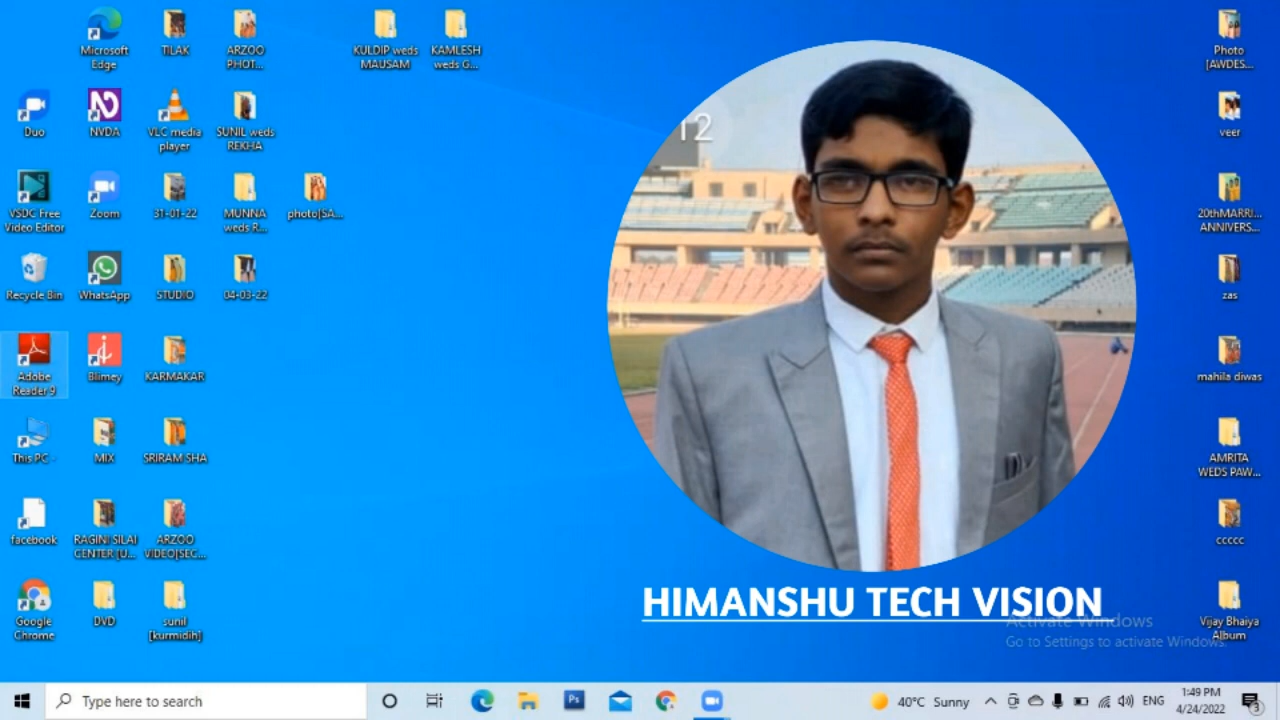 Microsoft
Edge
TILAK
ARZOO
PHOT...
KULDIP weds
MAUSAM
KAMLESH
weds G...
Photo
[AWDES...
Duo
NVDA
VLC media
player
SUNIL weds
REKHA
12
veer
VSDC Free
Video Editor
Zoom
31-01-22
MUNNA
weds R...
photo[SA...
20thMARRI...
ANNIVERS...
Recycle Bin
WhatsApp
STUDIO
04-03-22
zas
Adobe
Reader 9
Blimey
KARMAKAR
mahila diwas
This PC -
MIX
SRIRAM SHA
AMRITA
WEDS PAW...
facebook
RAGINI SILAI
CENTER [U...
ARZOO
VIDEO[SEC...
ccccc
Google
Chrome
DVD
sunil
[kurmidih]
HIMANSHU TECH VISION
Activate Windows
Go to Settings to activate Windows.
Vijay Bhaiya
Album
Type here to search
Ps
40°C Sunny
ENG
1:49 PM
4/24/2022
3